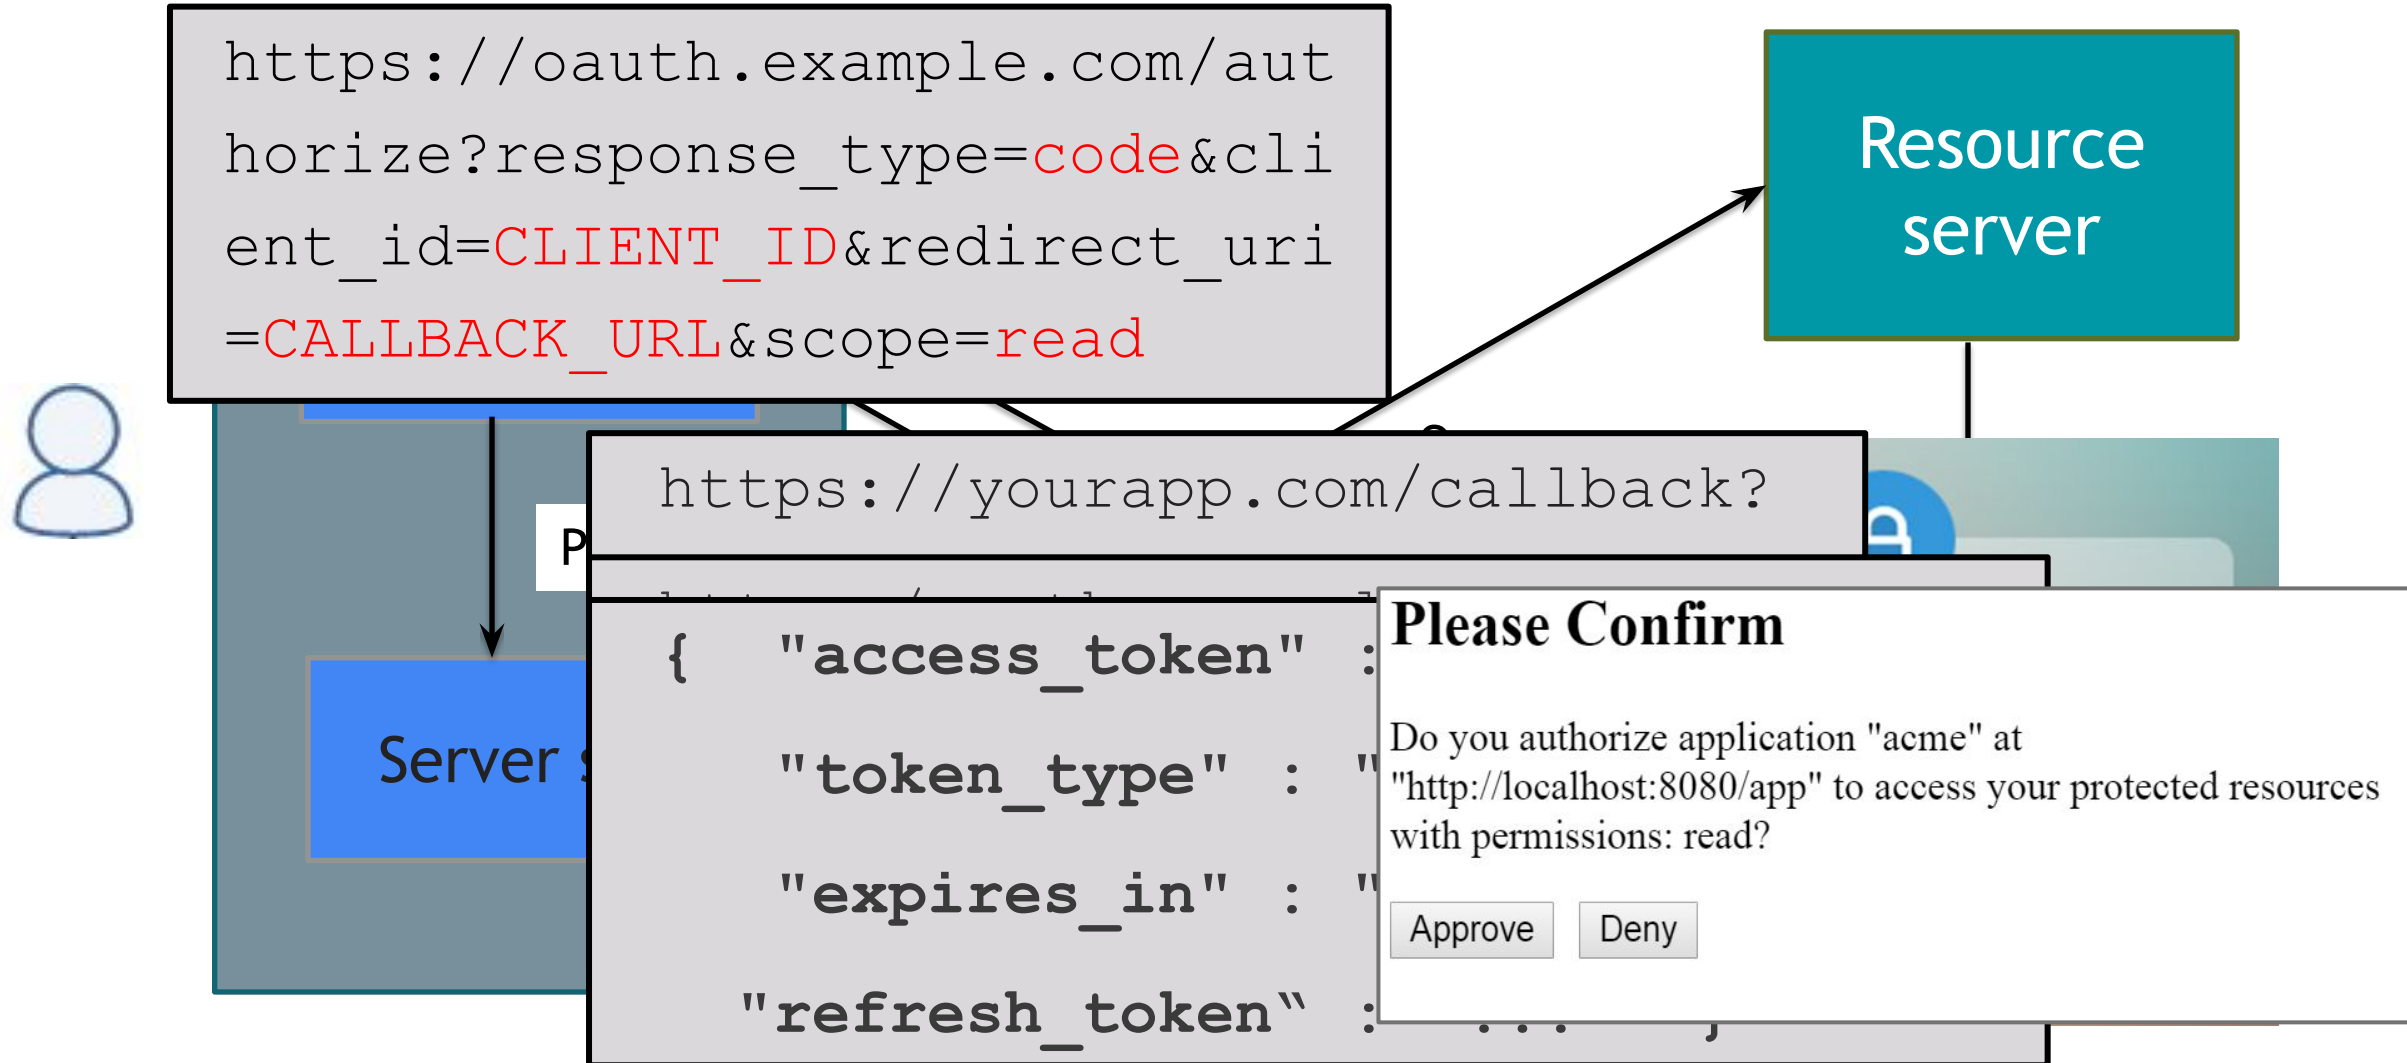 https://oauth.example.com/aut
horize?response_type=code&cli
ent_id=CLIENT_ID&redirect_uri
=CALLBACK_URL&scope=read
Resource
server
https://yourapp.com/callback?
P
{ "access_token" :
"token_type" : "
"expires_in" : "
"refresh_token“ :
Server
Please Confirm
Do you authorize application "acme" at
"http://localhost:8080/app" to access your protected resources
with permissions: read?
Approve Deny